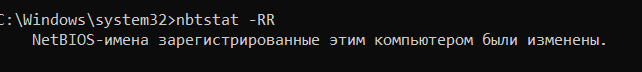 C:\Windows\system32>nbtstat -RR
NetBIOS-имена зарегистрированные этим компьютером были изменены.